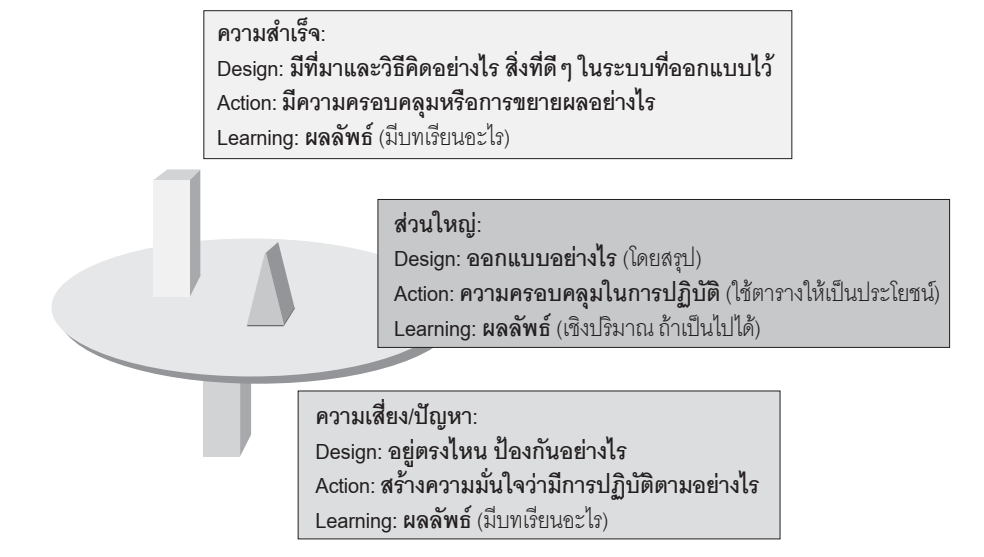 ความสำเร็จ:
Design: มีที่มาและวิธีคิดอย่างไร สิ่งที่ดีๆ ในระบบที่ออกแบบไว้
Action: มีความครอบคลุมหรือการขยายผลอย่างไร
Learning: ผลลัพธ์ (มีบทเรียนอะไร)
ส่วนใหญ่:
Design: ออกแบบอย่างไร (โดยสรุป)
Action: ความครอบคลุมในการปฏิบัติ (ใช้ตารางให้เป็นประโยชน์)
Learning: ผลลัพธ์ (เชิงปริมาณ ถ้าเป็นไปได้)
ความเสี่ยง/ปัญหา:
Design: อยู่ตรงไหน ป้องกันอย่างไร
Action: สร้างความมั่นใจว่ามีการปฏิบัติตามอย่างไร
Learning: ผลลัพธ์ (มีบทเรียนอะไร)